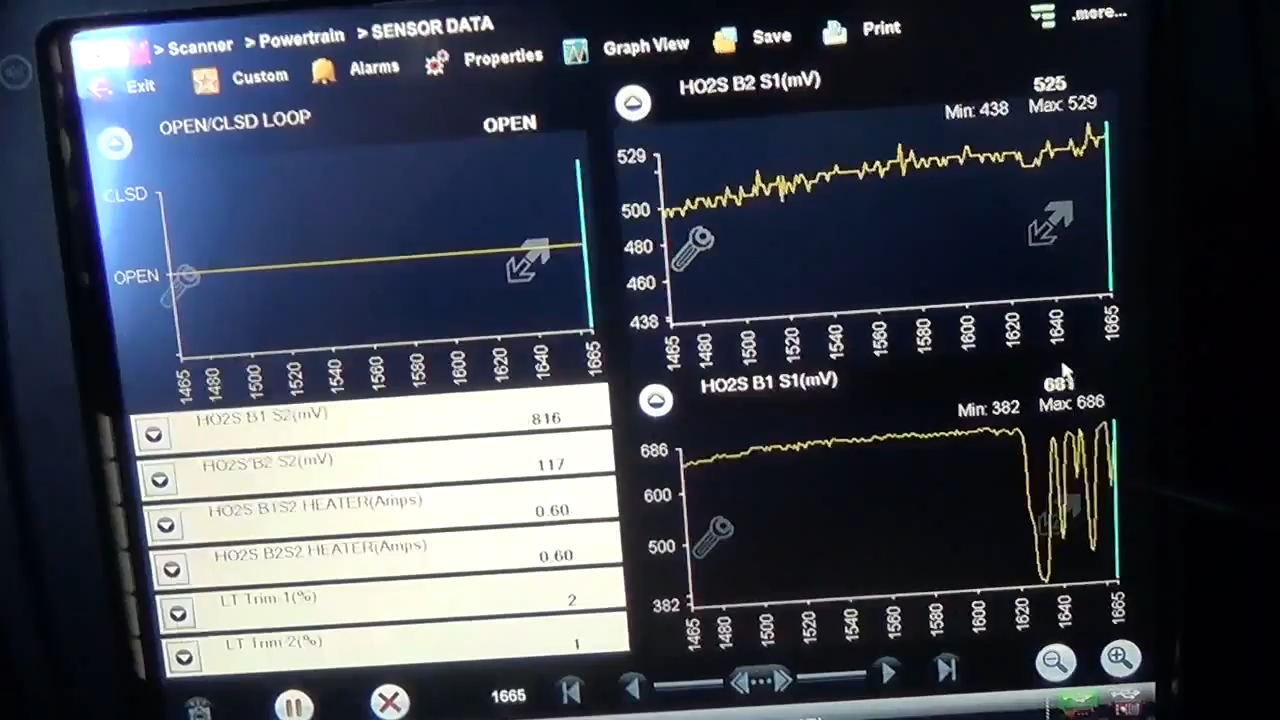 > Scanner > Powertrain > SENSOR DATA
.more...
Exit Custom Alarms Properties Graph View Save Print
OPEN/CLSD LOOP OPEN
CLSD
OPEN
1465 1480 1500 1520 1540 1560 1580 1600 1620 1640 1665
HO2S B2 S1(mV) 525
Min: 438 Max: 529
529
500
480
460
438
1465 1480 1500 1520 1540 1560 1580 1600 1620 1640 1665
HO2S B1 S2(mV) 816
HO2S B2 S2(mV) 117
HO2S B1S2 HEATER(Amps) 0.60
HO2S B2S2 HEATER(Amps) 0.60
LT Trim 1(%) 2
LT Trim 2(%) 1
HO2S B1 S1(mV) 681
Min: 382 Max: 686
686
600
500
382
1465 1480 1500 1520 1540 1560 1580 1600 1620 1640 1665
1665